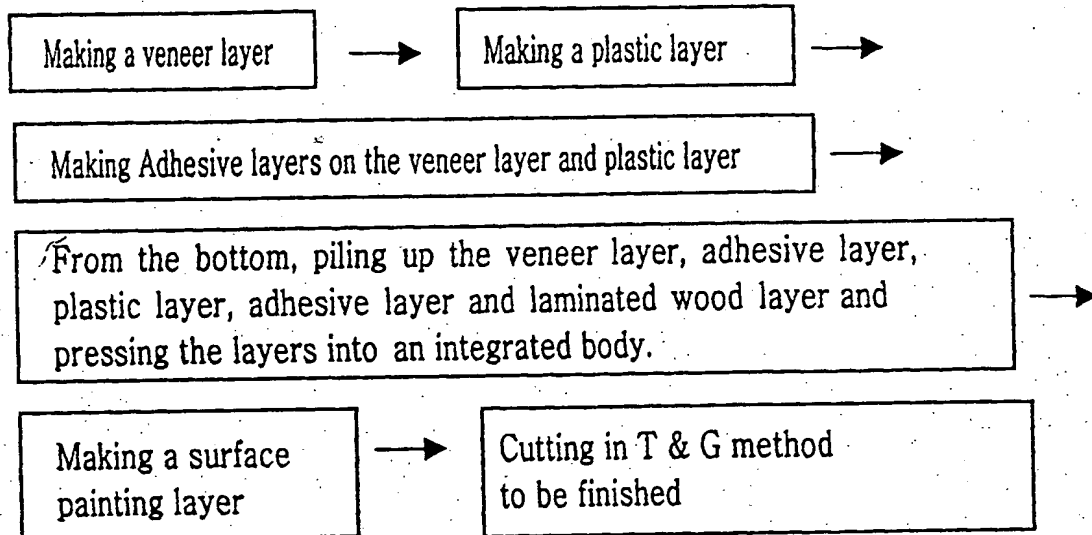 Making a veneer layer
Making a plastic layer
Making Adhesive layers on the veneer layer and plastic layer
From the bottom, piling up the veneer layer, adhesive layer,
plastic layer, adhesive layer and laminated wood layer and
pressing the layers into an integrated body.
Making a surface
painting layer
Cutting in T & G method
to be finished